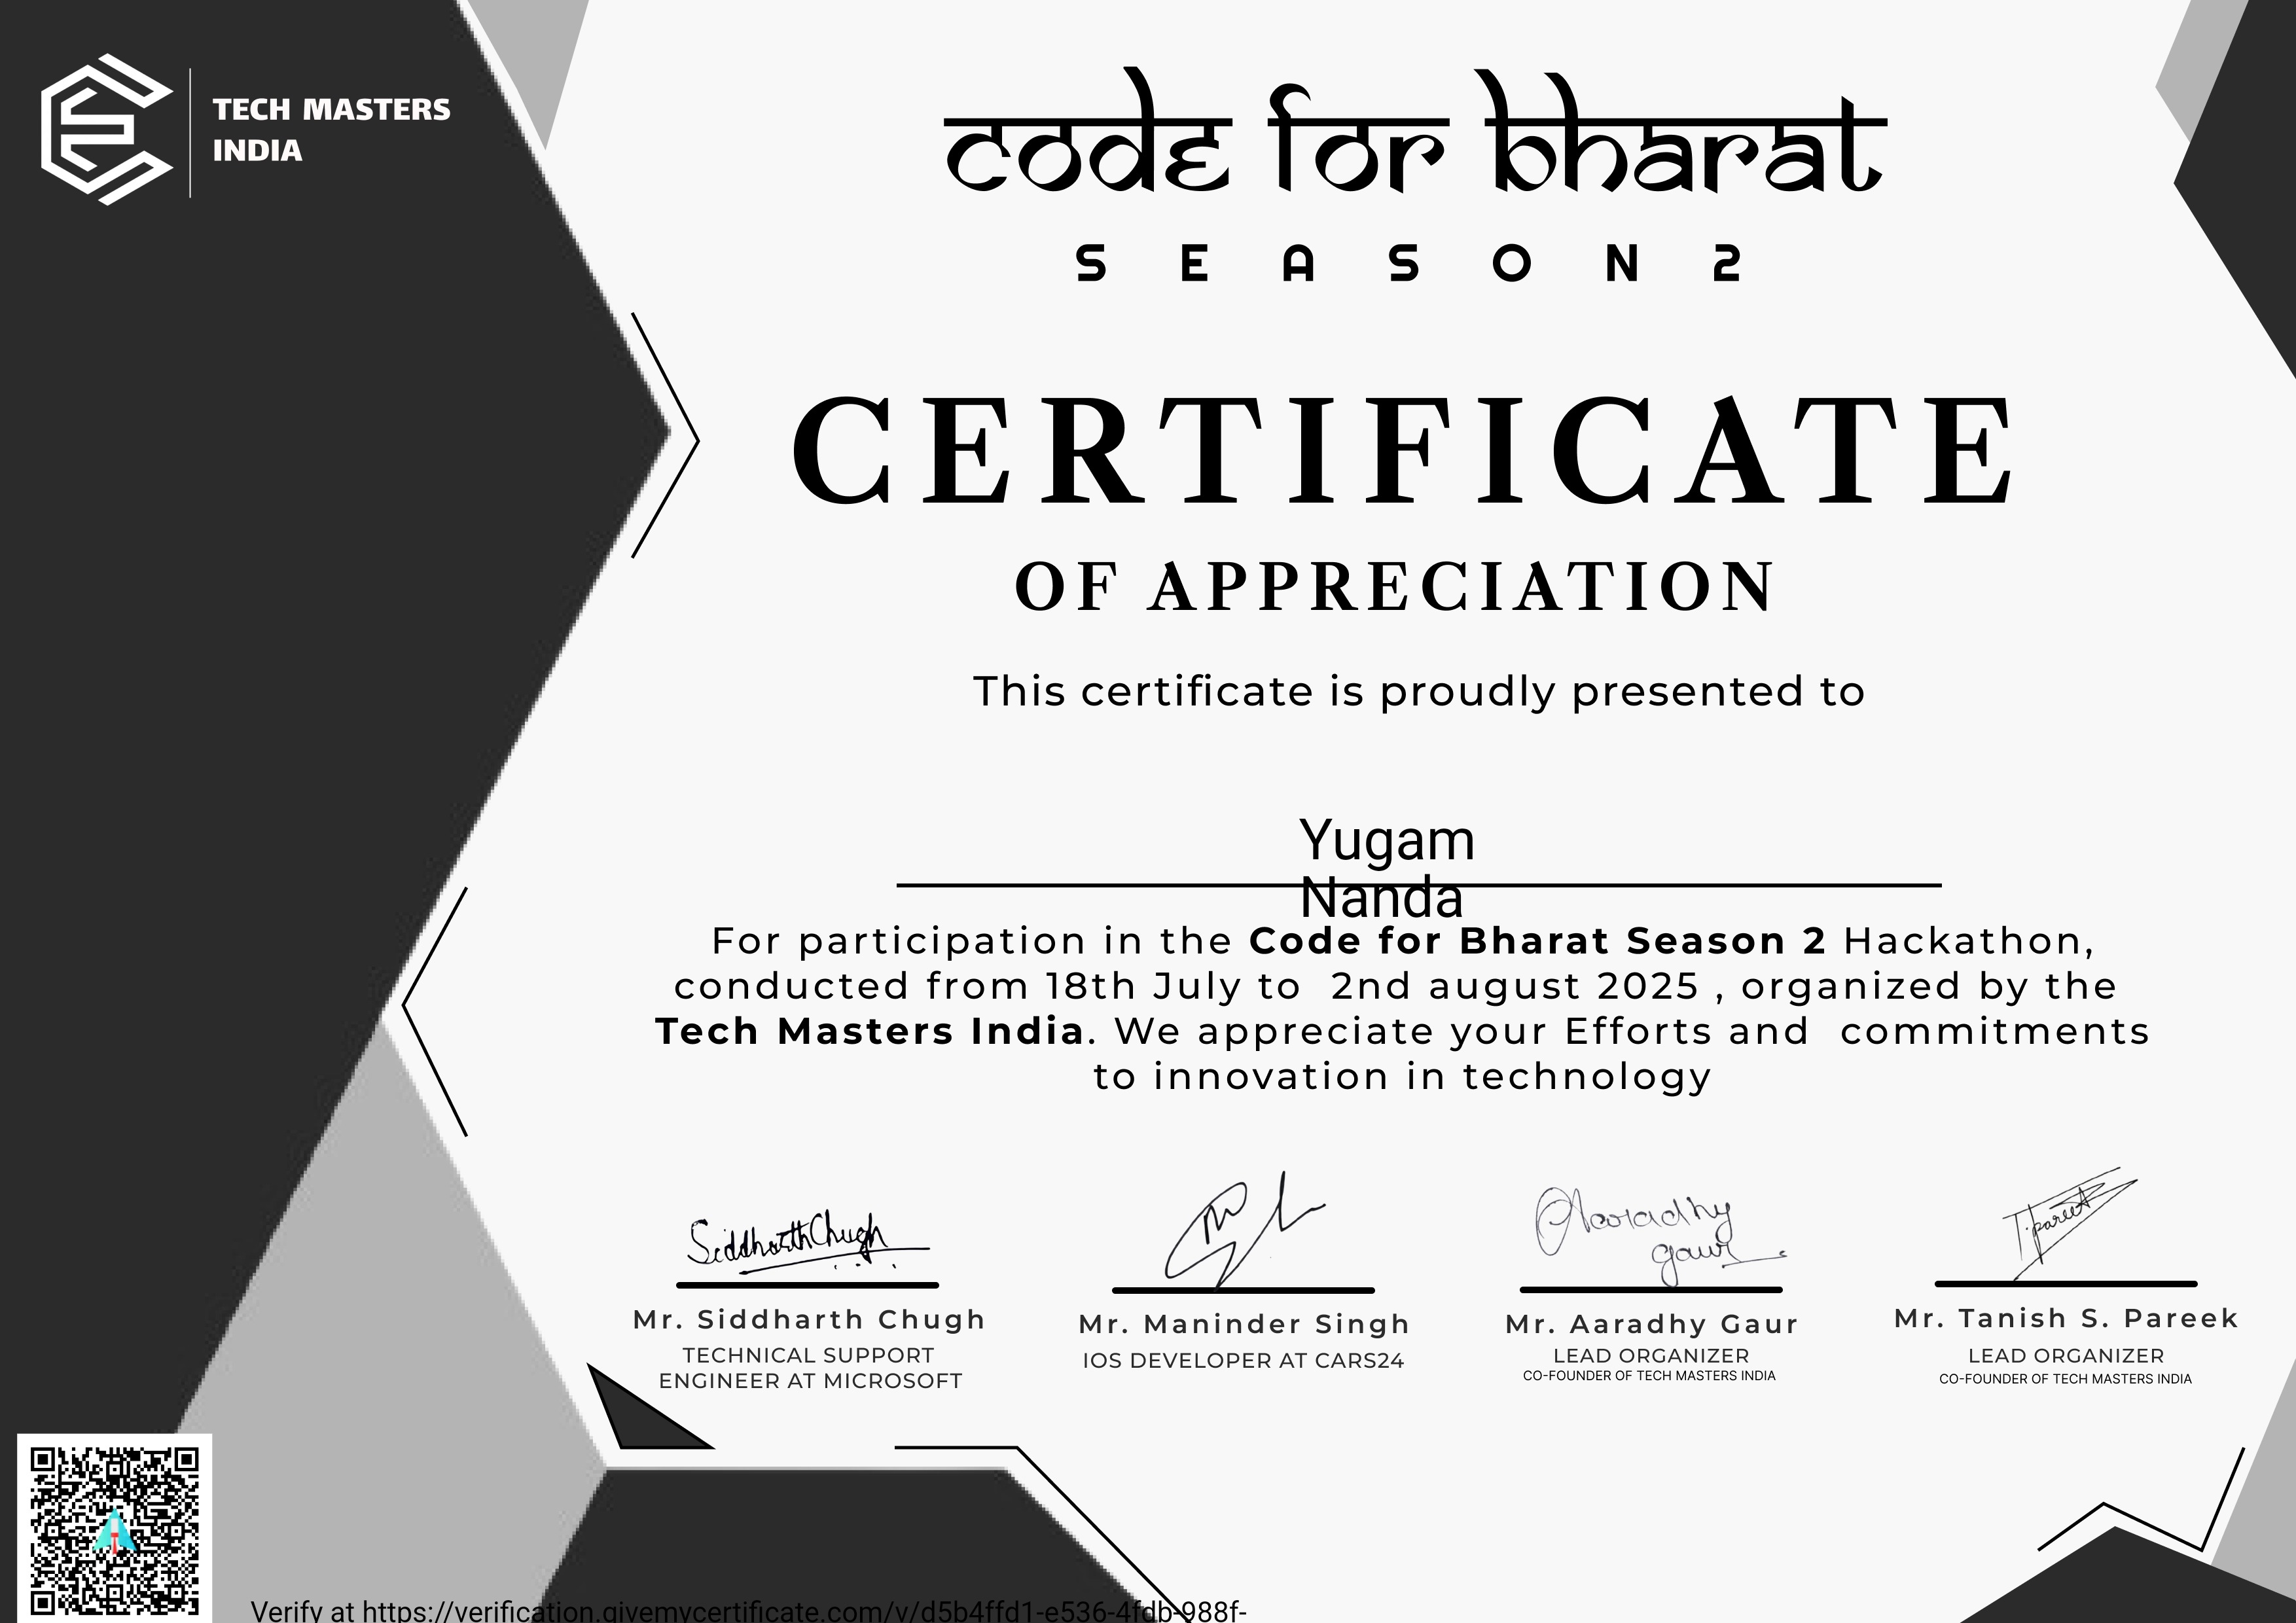 TECH MASTERS
INDIA
code for bharat
SEASON2
CERTIFICATE
OF APPRECIATION
This certificate is proudly presented to
Yugam
Nanda
For participation in the Code for Bharat Season 2 Hackathon,
conducted from 18th July to 2nd august 2025 , organized by the
Tech Masters India. We appreciate your Efforts and commitments
to innovation in technology
Siddharth Chugh
Aaradhy
Gaur
T.pareek
Mr. Siddharth Chugh
TECHNICAL SUPPORT
ENGINEER AT MICROSOFT
Mr. Maninder Singh
IOS DEVELOPER AT CARS24
Mr. Aaradhy Gaur
LEAD ORGANIZER
CO-FOUNDER OF TECH MASTERS INDIA
Mr. Tanish S. Pareek
LEAD ORGANIZER
CO-FOUNDER OF TECH MASTERS INDIA
Verify at https://verification.givemycertificate.com/v/d5b4ffd1-e536-4fdb-988f-